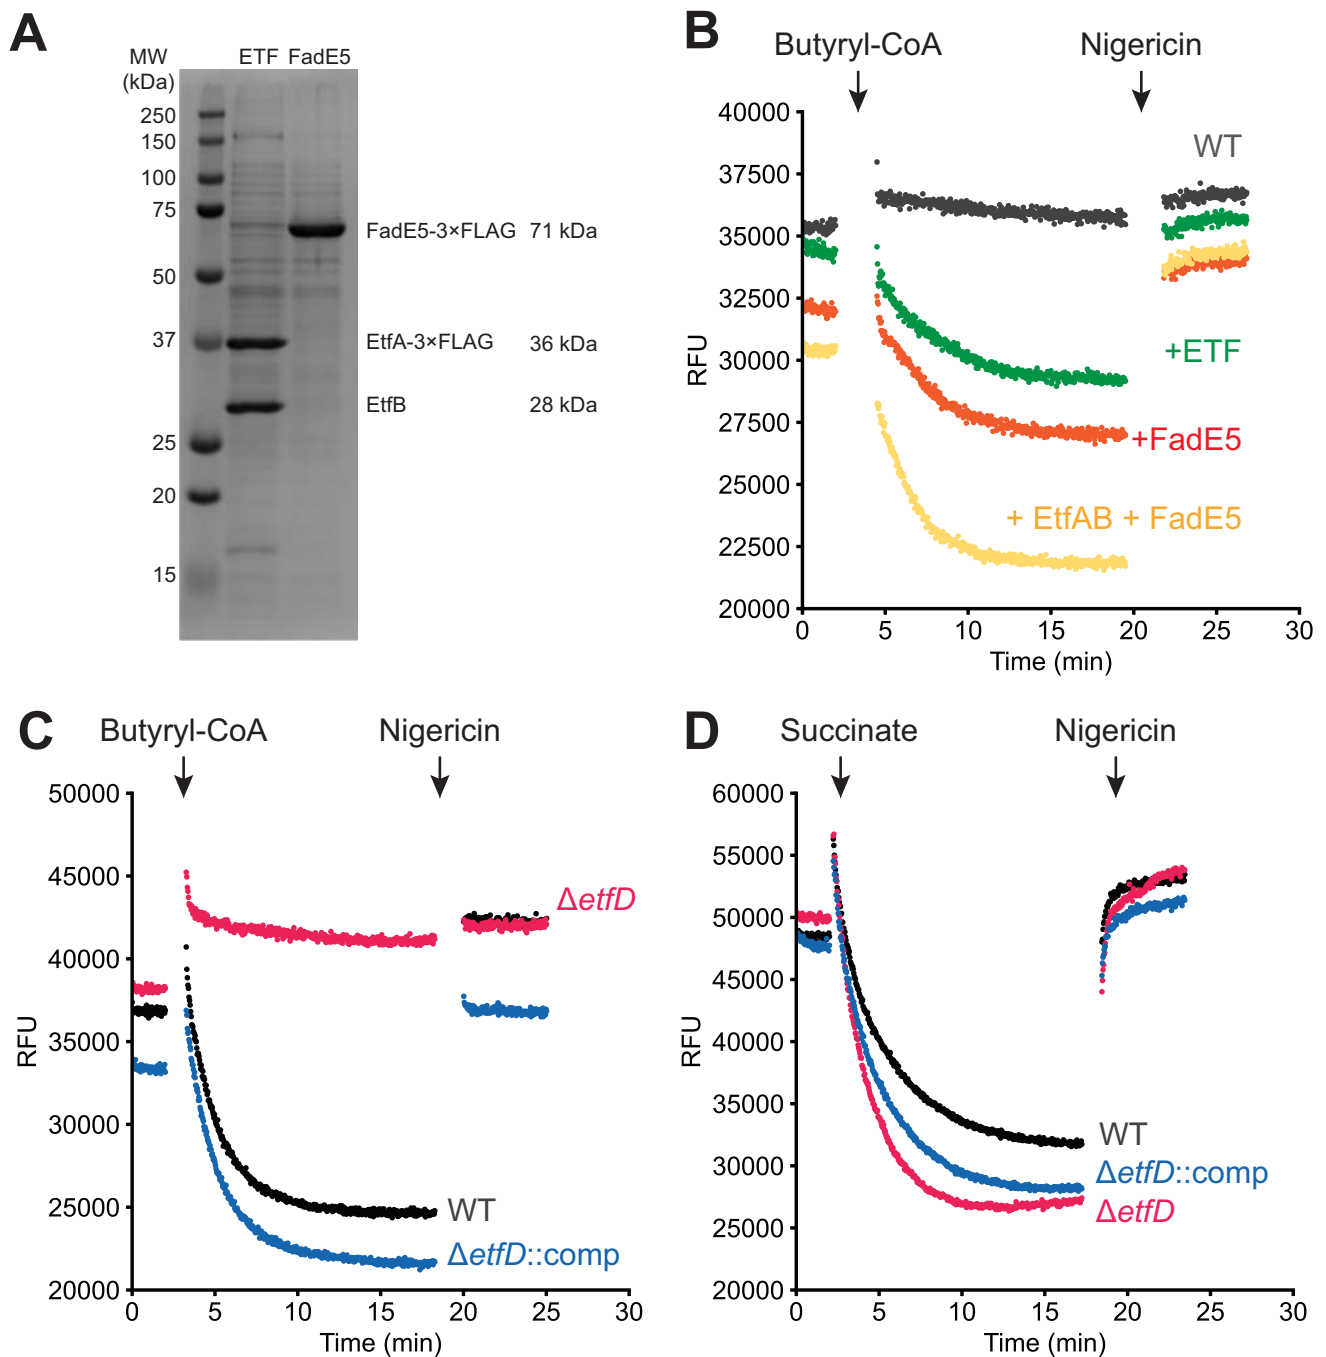 A
MW
(kDa)
ETF FadE5
250
150
100
75
50
37
25
20
15
FadE5-3×FLAG 71 kDa
EtfA-3×FLAG 36 kDa
EtfB 28 kDa
B
Butyryl-CoA Nigericin
40000
37500
35000
32500
30000
27500
25000
22500
20000
RFU
WT
+ETF
+FadE5
+ EtfAB + FadE5
0 5 10 15 20 25 30
Time (min)
C
Butyryl-CoA Nigericin
50000
45000
40000
35000
30000
25000
20000
RFU
ΔetfD
WT
ΔetfD::comp
0 5 10 15 20 25 30
Time (min)
D
Succinate Nigericin
60000
55000
50000
45000
40000
35000
30000
25000
20000
RFU
WT
ΔetfD::comp
ΔetfD
0 5 10 15 20 25 30
Time (min)